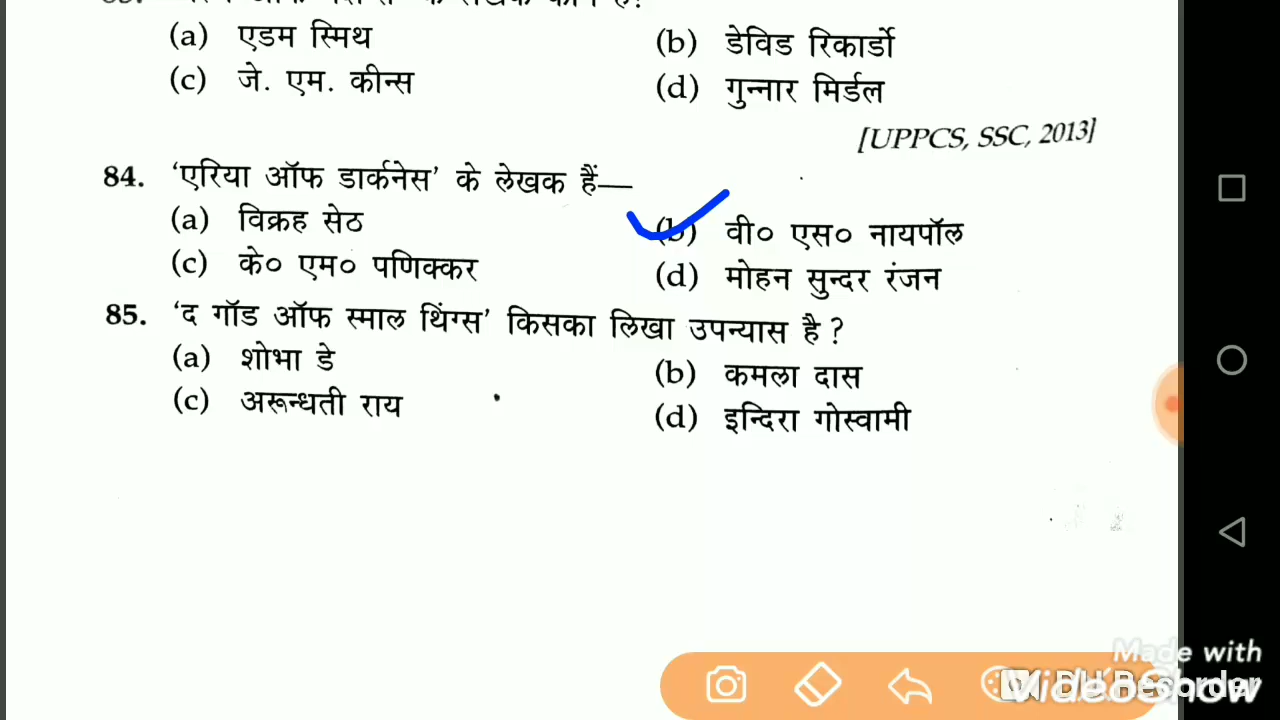 (a) एडम स्मिथ (b) डेविड रिकार्डो
(c) जे. एम. कीन्स (d) गुन्नार मिर्डल
[UPPCS, SSC, 2013]
84. 'एरिया ऑफ डार्कनेस' के लेखक हैं—
(a) विक्रह सेठ (b) वी० एस० नायपॉल
(c) के० एम० पणिक्कर (d) मोहन सुन्दर रंजन
85. 'द गॉड ऑफ स्माल थिंग्स' किसका लिखा उपन्यास है ?
(a) शोभा डे (b) कमला दास
(c) अरून्धती राय (d) इन्दिरा गोस्वामी
Made with
VideoShow